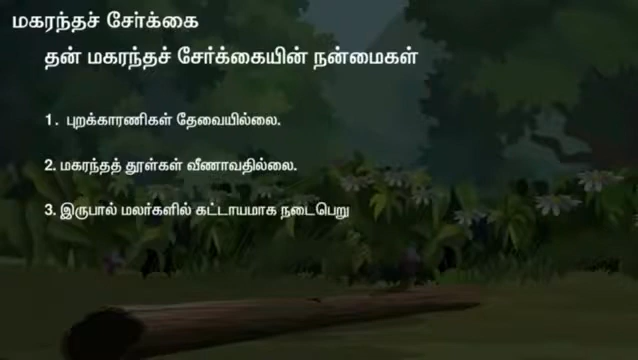 மகரந்தச் சேர்க்கை
தன் மகரந்தச் சேர்க்கையின் நன்மைகள்
1. புறக்காரணிகள் தேவையில்லை.
2. மகரந்தத் தூள்கள் வீணாவதில்லை.
3. இருபால் மலர்களில் கட்டாயமாக நடைபெறு